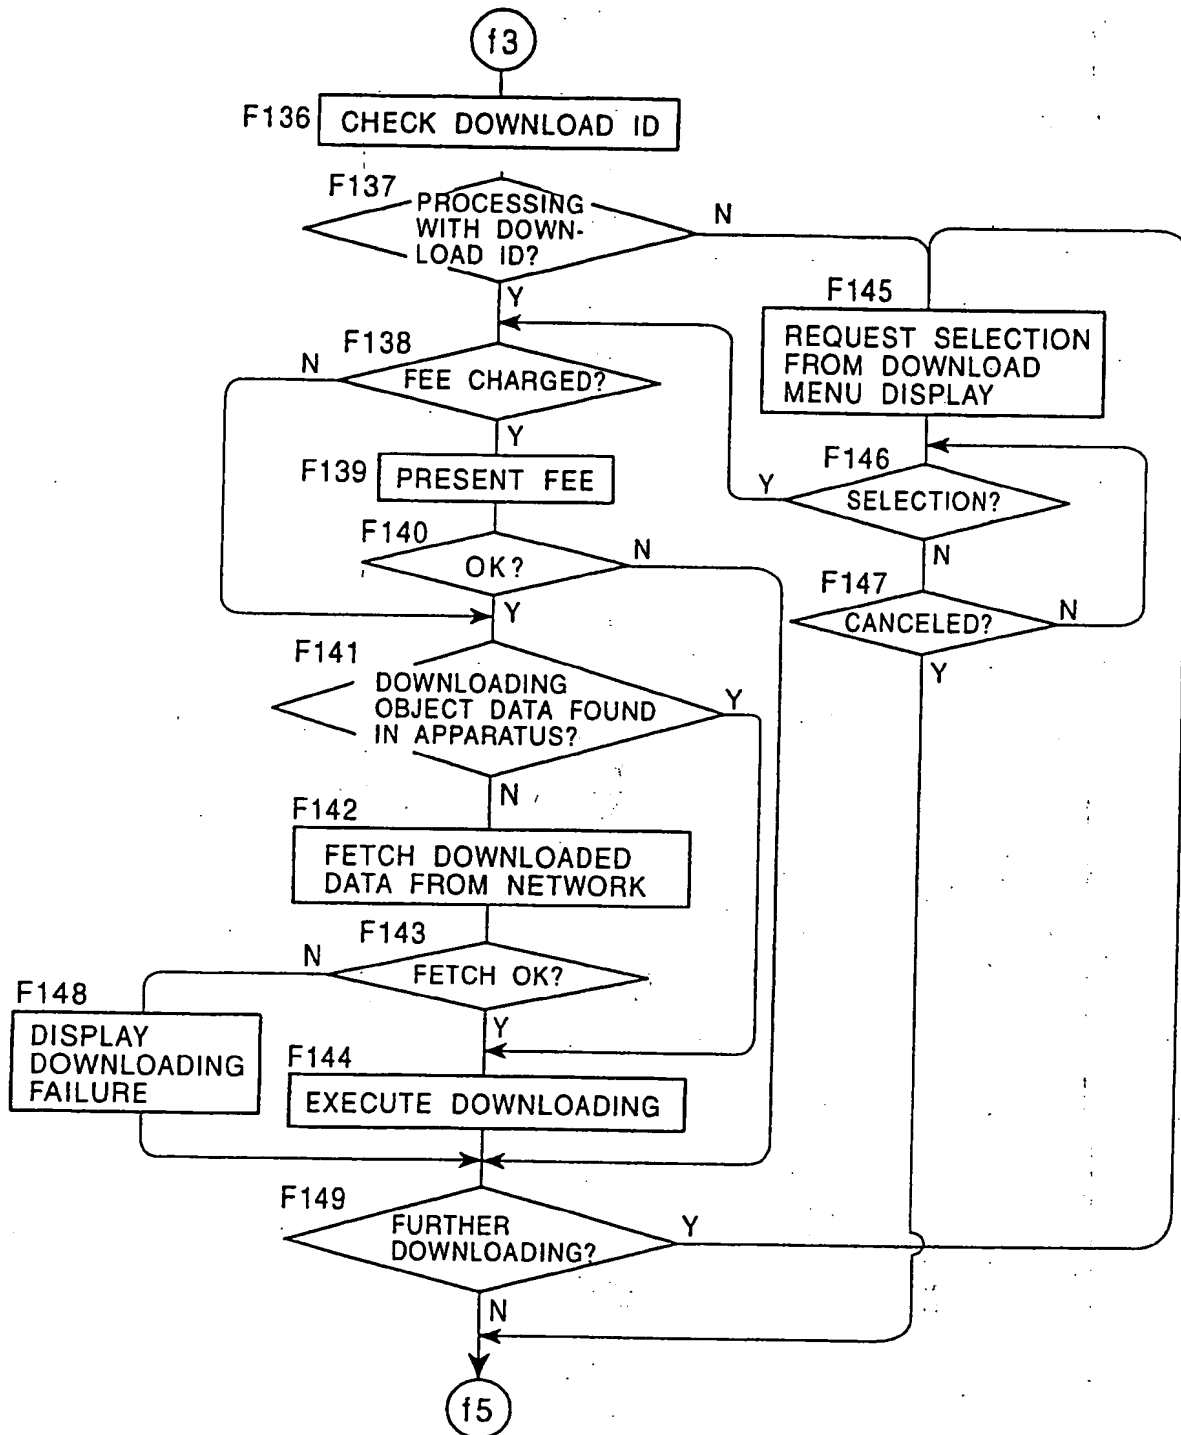 f3
F136
CHECK DOWNLOAD ID
F137
PROCESSING
WITH DOWN-
LOAD ID?
N
Y
F145
REQUEST SELECTION
FROM DOWNLOAD
MENU DISPLAY
F138
N
FEE CHARGED?
Y
F139
PRESENT FEE
F146
Y
SELECTION?
N
F140
OK?
N
Y
F147
CANCELED?
N
Y
F141
DOWNLOADING
OBJECT DATA FOUND
IN APPARATUS?
Y
N
F142
FETCH DOWNLOADED
DATA FROM NETWORK
F143
N
FETCH OK?
Y
F148
DISPLAY
DOWNLOADING
FAILURE
F144
EXECUTE DOWNLOADING
F149
FURTHER
DOWNLOADING?
Y
N
f5